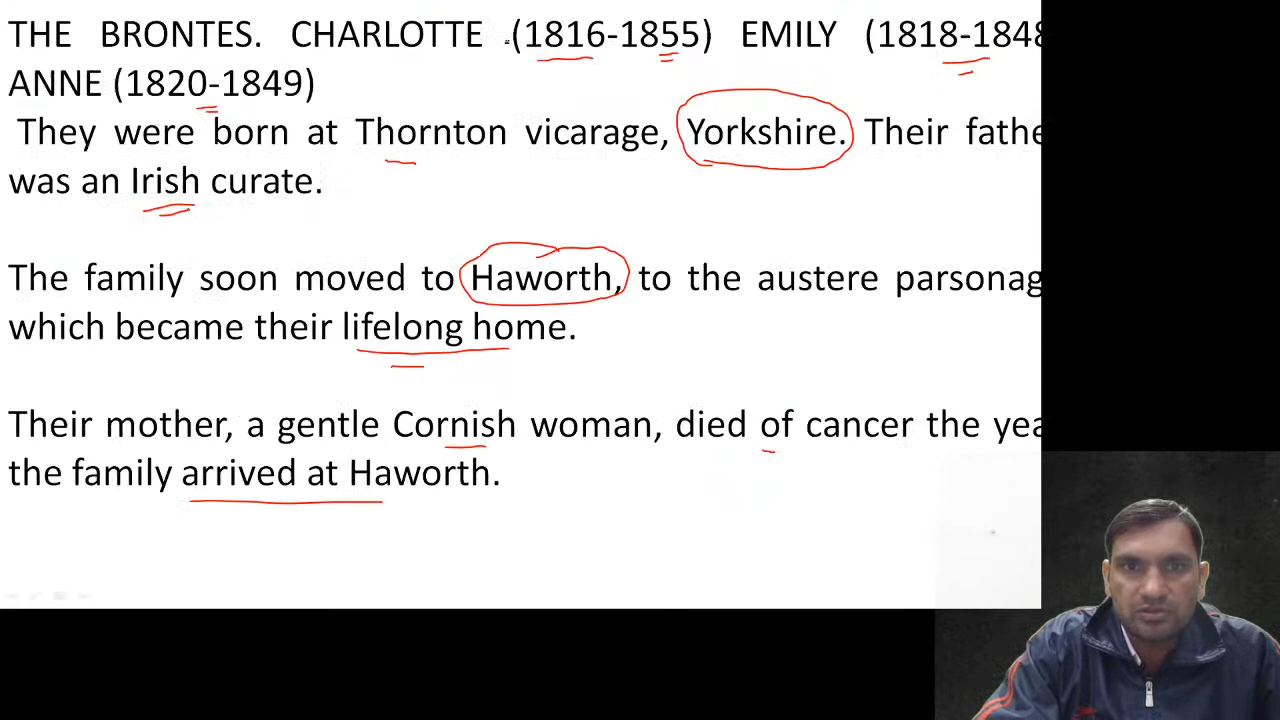 THE BRONTES. CHARLOTTE (1816-1855) EMILY (1818-1848
ANNE (1820-1849)
They were born at Thornton vicarage, Yorkshire. Their fathe
was an Irish curate.
The family soon moved to Haworth, to the austere parsonag
which became their lifelong home.
Their mother, a gentle Cornish woman, died of cancer the yea
the family arrived at Haworth.